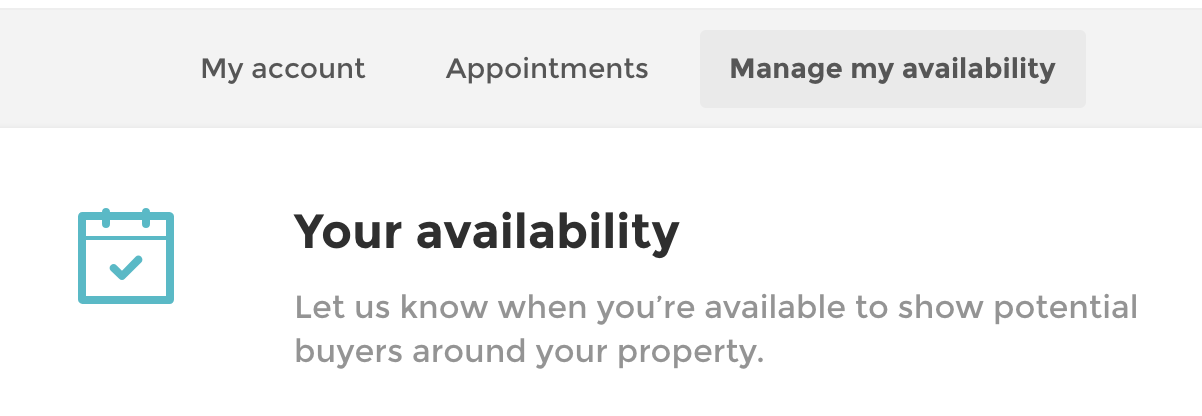 My account Appointments Manage my availability
Your availability
Let us know when you’re available to show potential
buyers around your property.